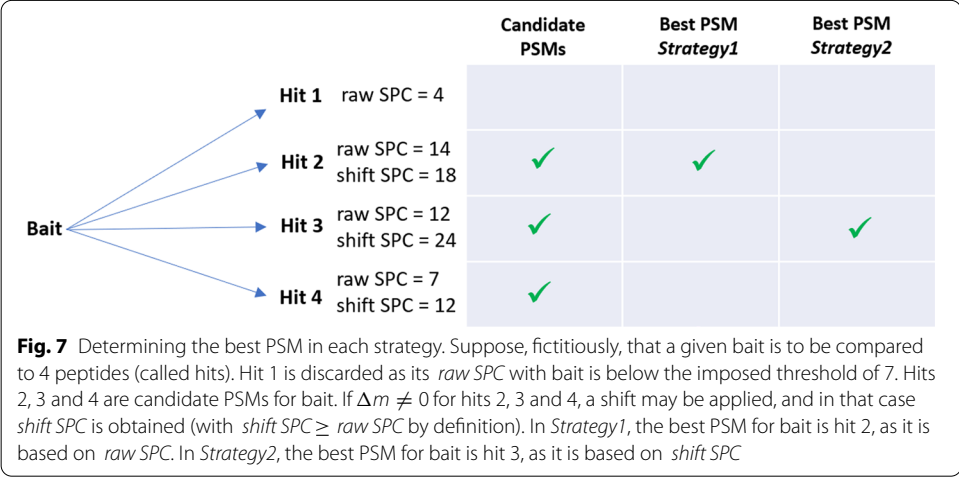 Candidate PSMs
Best PSM Strategy1
Best PSM Strategy2
Hit 1 raw SPC = 4
Hit 2 raw SPC = 14
shift SPC = 18
Bait
Hit 3 raw SPC = 12
shift SPC = 24
Hit 4 raw SPC = 7
shift SPC = 12
Fig. 7 Determining the best PSM in each strategy. Suppose, fictitiously, that a given bait is to be compared
to 4 peptides (called hits). Hit 1 is discarded as its raw SPC with bait is below the imposed threshold of 7. Hits
2, 3 and 4 are candidate PSMs for bait. If Δm ≠ 0 for hits 2, 3 and 4, a shift may be applied, and in that case
shift SPC is obtained (with shift SPC ≥ raw SPC by definition). In Strategy1, the best PSM for bait is hit 2, as it is
based on raw SPC. In Strategy2, the best PSM for bait is hit 3, as it is based on shift SPC